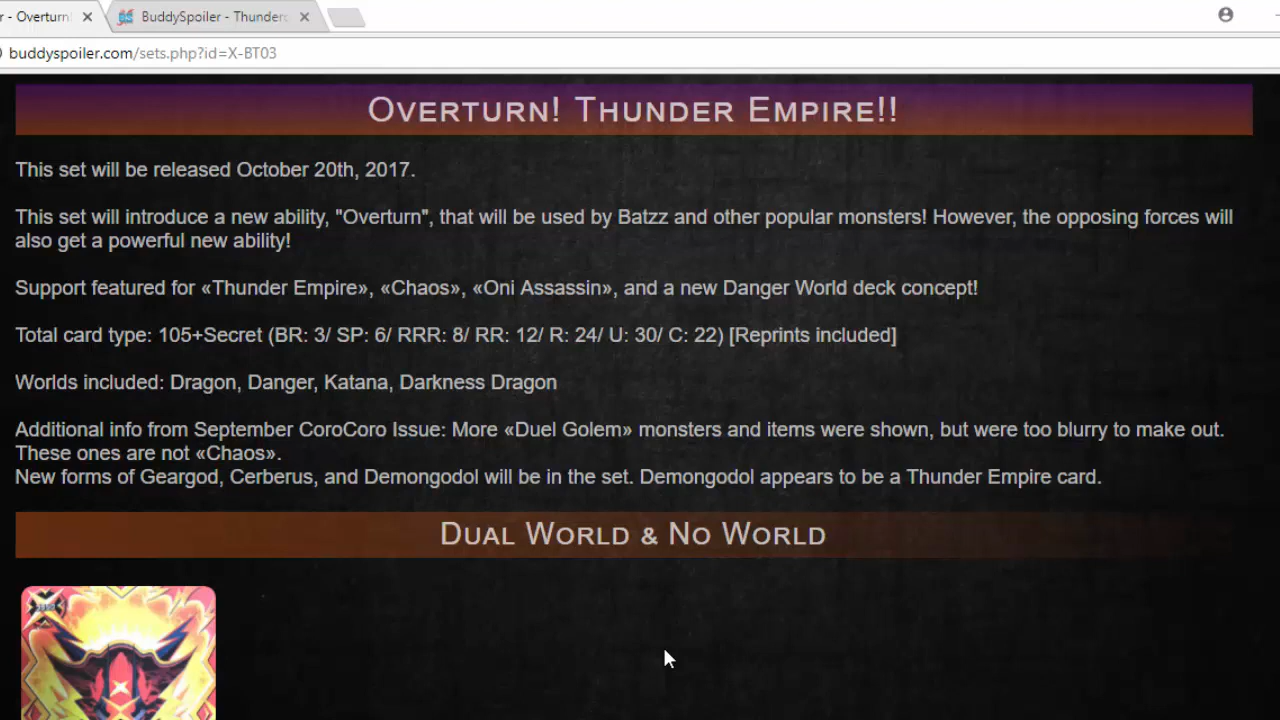 r - Overturn!
BuddySpoiler - Thunder
buddyspoiler.com/sets.php?id=X-BT03
Overturn! Thunder Empire!!
This set will be released October 20th, 2017.
This set will introduce a new ability, "Overturn", that will be used by Batzz and other popular monsters! However, the opposing forces will
also get a powerful new ability!
Support featured for «Thunder Empire», «Chaos», «Oni Assassin», and a new Danger World deck concept!
Total card type: 105+Secret (BR: 3/ SP: 6/ RRR: 8/ RR: 12/ R: 24/ U: 30/ C: 22) [Reprints included]
Worlds included: Dragon, Danger, Katana, Darkness Dragon
Additional info from September CoroCoro Issue: More «Duel Golem» monsters and items were shown, but were too blurry to make out.
These ones are not «Chaos».
New forms of Geargod, Cerberus, and Demongodol will be in the set. Demongodol appears to be a Thunder Empire card.
Dual World & No World